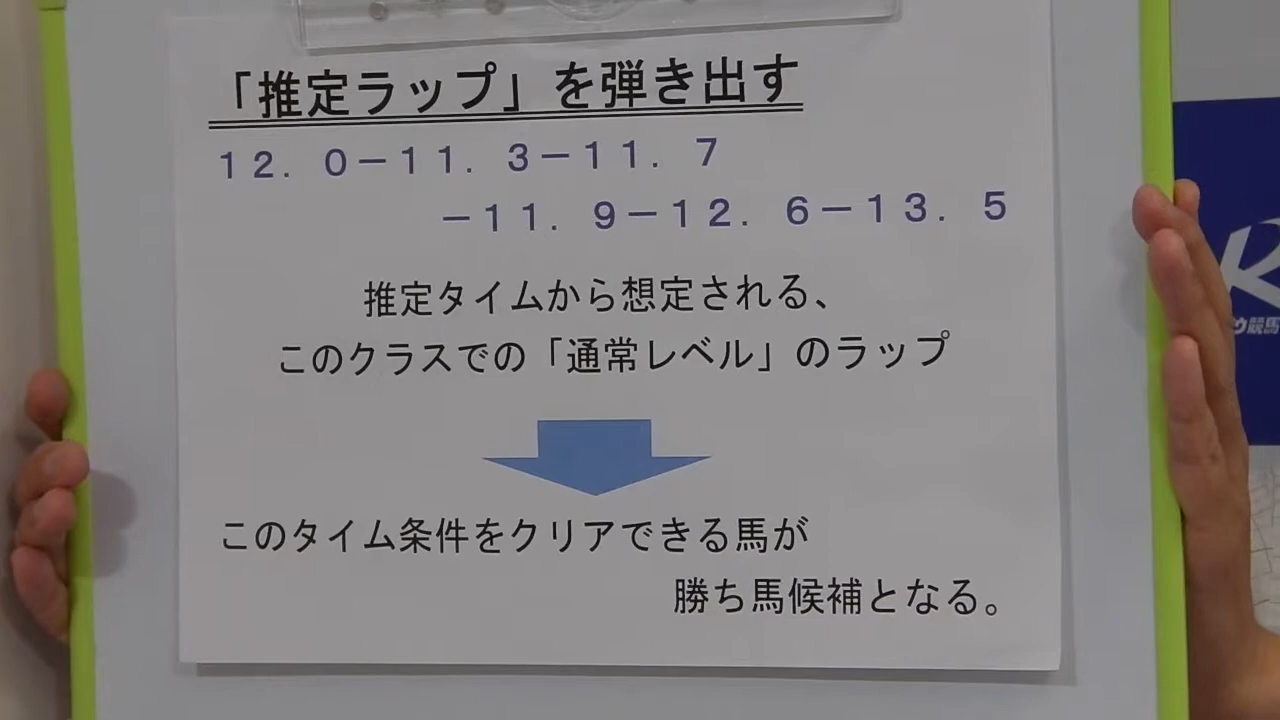 「推定ラップ」を弾き出す
12.0－11.3－11.7
－11.9－12.6－13.5
推定タイムから想定される、
このクラスでの「通常レベル」のラップ
このタイム条件をクリアできる馬が
勝ち馬候補となる。
競馬